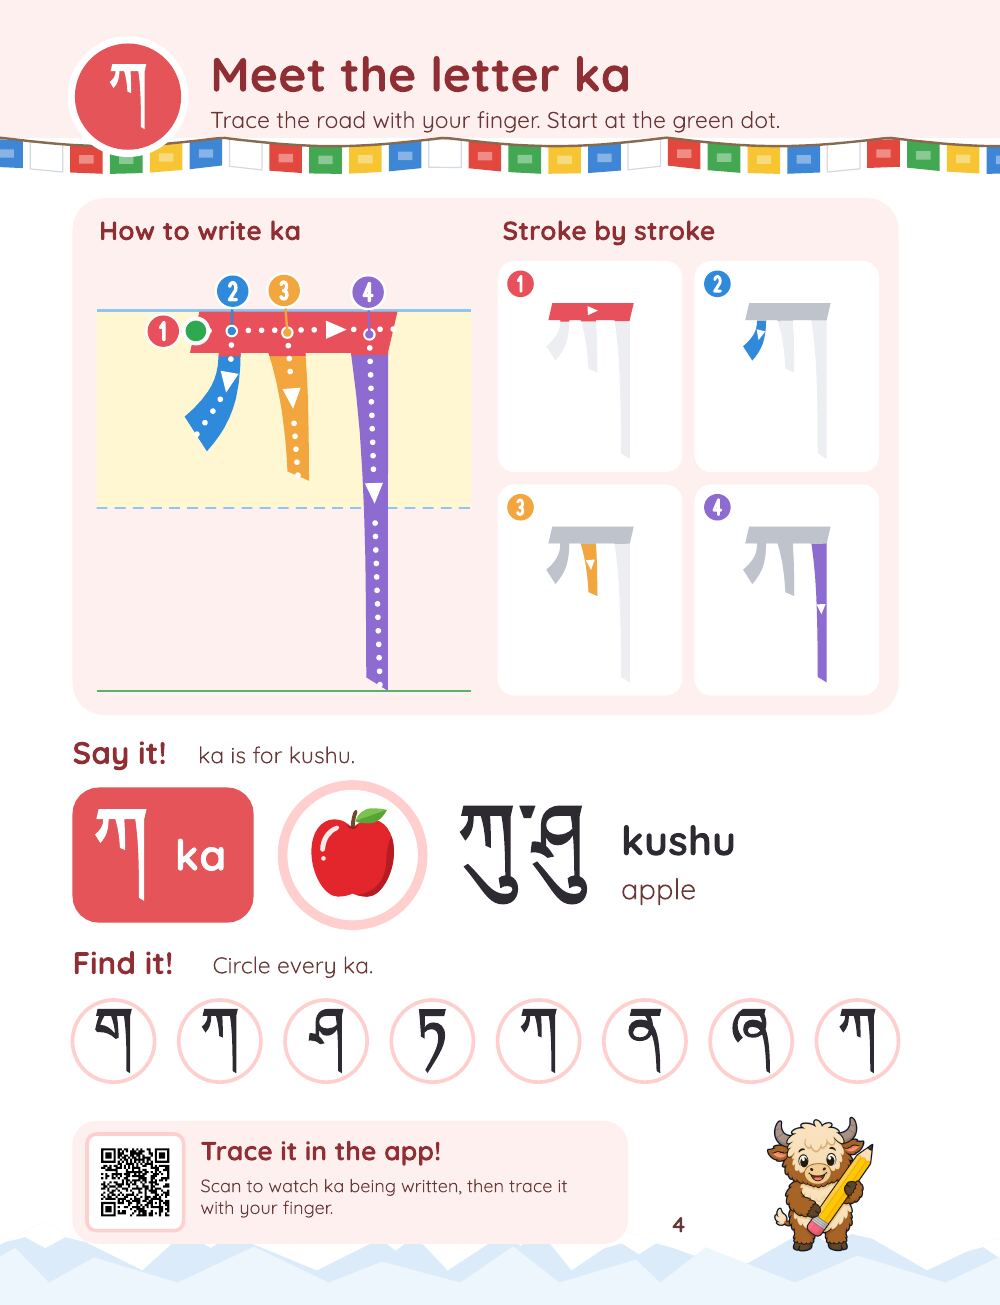 ཀ
Meet the letter ka
Trace the road with your finger. Start at the green dot.
How to write ka
Stroke by stroke
1 2 3 4
1
2
3
4
Say it! ka is for kushu.
ཀ ka
ཀུ་ཤུ
kushu
apple
Find it! Circle every ka.
ག ཀ ཤ ཏ ཀ ན ཞ ཀ
Trace it in the app!
Scan to watch ka being written, then trace it
with your finger.
4